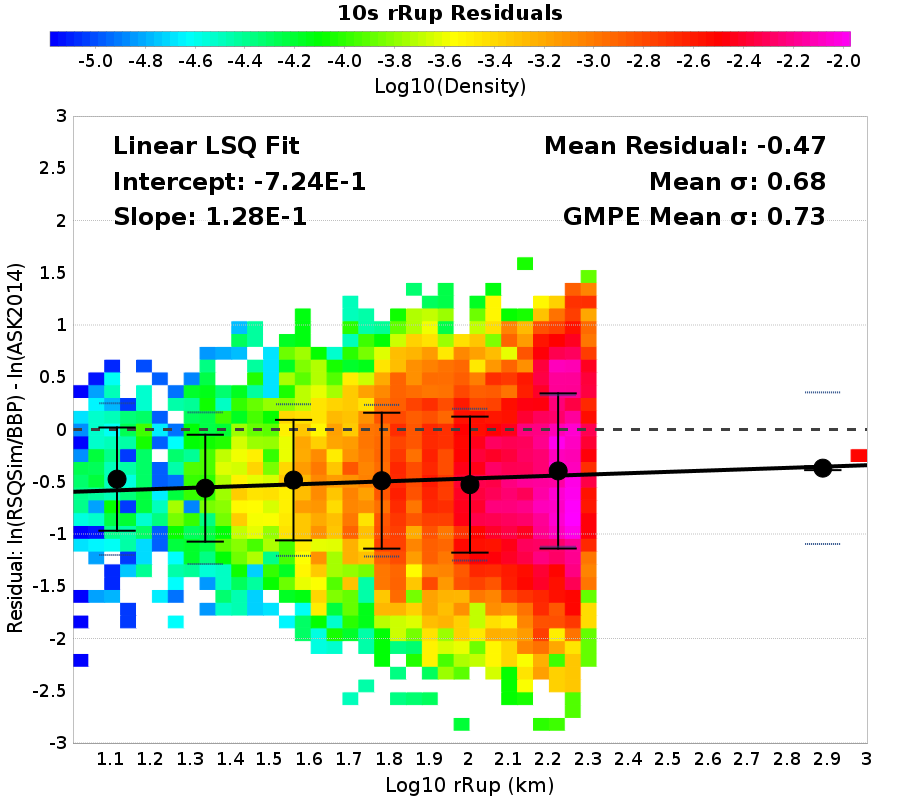 10s rRup Residuals
-5.0 -4.8 -4.6 -4.4 -4.2 -4.0 -3.8 -3.6 -3.4 -3.2 -3.0 -2.8 -2.6 -2.4 -2.2 -2.0
Log10(Density)
Linear LSQ Fit
Intercept: -7.24E-1
Slope: 1.28E-1
Mean Residual: -0.47
Mean σ: 0.68
GMPE Mean σ: 0.73
Residual: ln(RSQSim/BBP) - ln(ASK2014)
3
2.5
2
1.5
1
0.5
0
-0.5
-1
-1.5
-2
-2.5
-3
1.1 1.2 1.3 1.4 1.5 1.6 1.7 1.8 1.9 2 2.1 2.2 2.3 2.4 2.5 2.6 2.7 2.8 2.9 3
Log10 rRup (km)